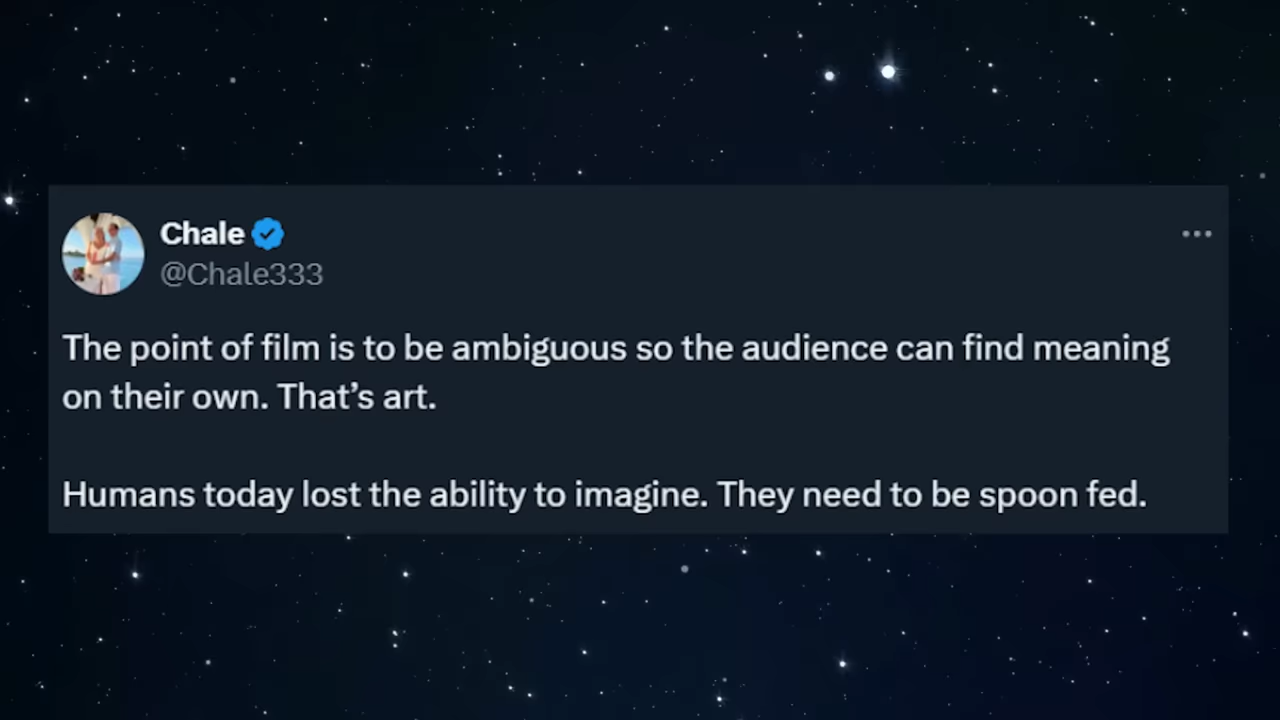 Chale
@Chale333
The point of film is to be ambiguous so the audience can find meaning
on their own. That’s art.
Humans today lost the ability to imagine. They need to be spoon fed.